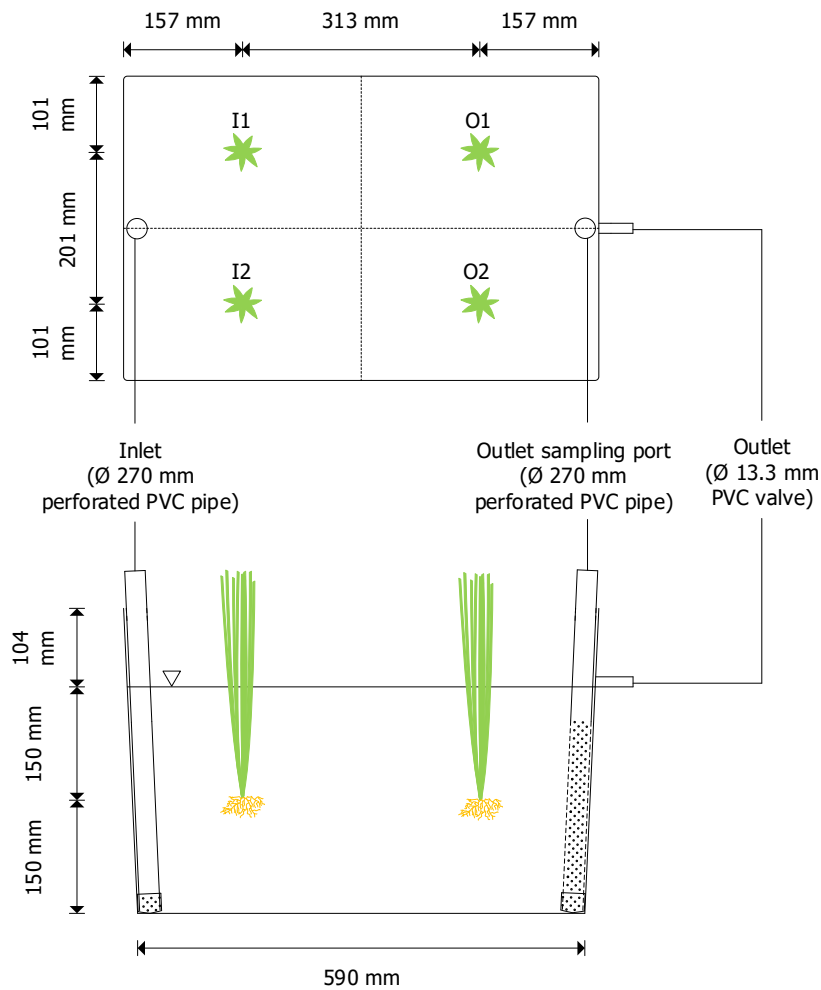 157 mm
313 mm
157 mm
101
mm
201 mm
101
mm
I1
O1
I2
O2
Inlet
(Ø 270 mm
perforated PVC pipe)
Outlet sampling port
(Ø 270 mm
perforated PVC pipe)
Outlet
(Ø 13.3 mm
PVC valve)
104
mm
150 mm
150 mm
590 mm